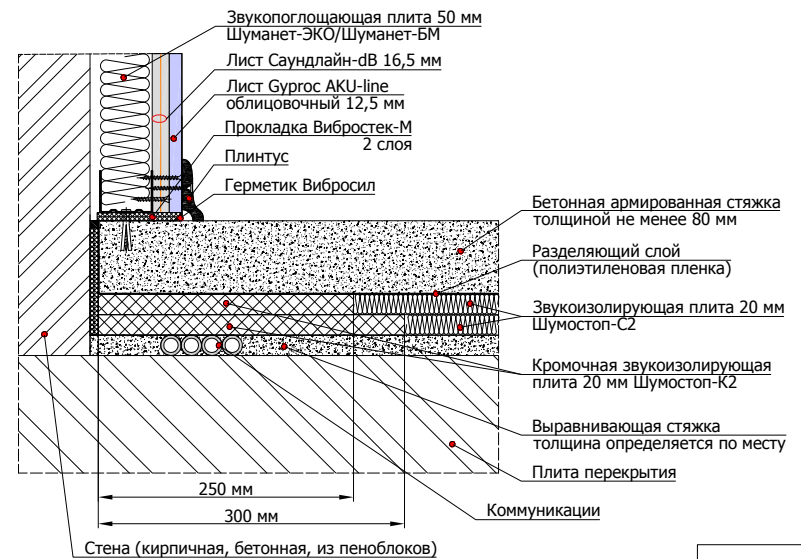 Звукопоглощающая плита 50 мм
Шуманет-ЭКО/Шуманет-БМ
Лист Саундлайн-dB 16,5 мм
Лист Gyproc AKU-line
облицовочный 12,5 мм
Прокладка Вибростек-М
2 слоя
Плинтус
Герметик Вибросил
Бетонная армированная стяжка
толщиной не менее 80 мм
Разделяющий слой
(полиэтиленовая пленка)
Звукоизолирующая плита 20 мм
Шумостоп-С2
Кромочная звукоизолирующая
плита 20 мм Шумостоп-К2
Выравнивающая стяжка
толщина определяется по месту
Плита перекрытия
Коммуникации
250 мм
300 мм
Стена (кирпичная, бетонная, из пеноблоков)